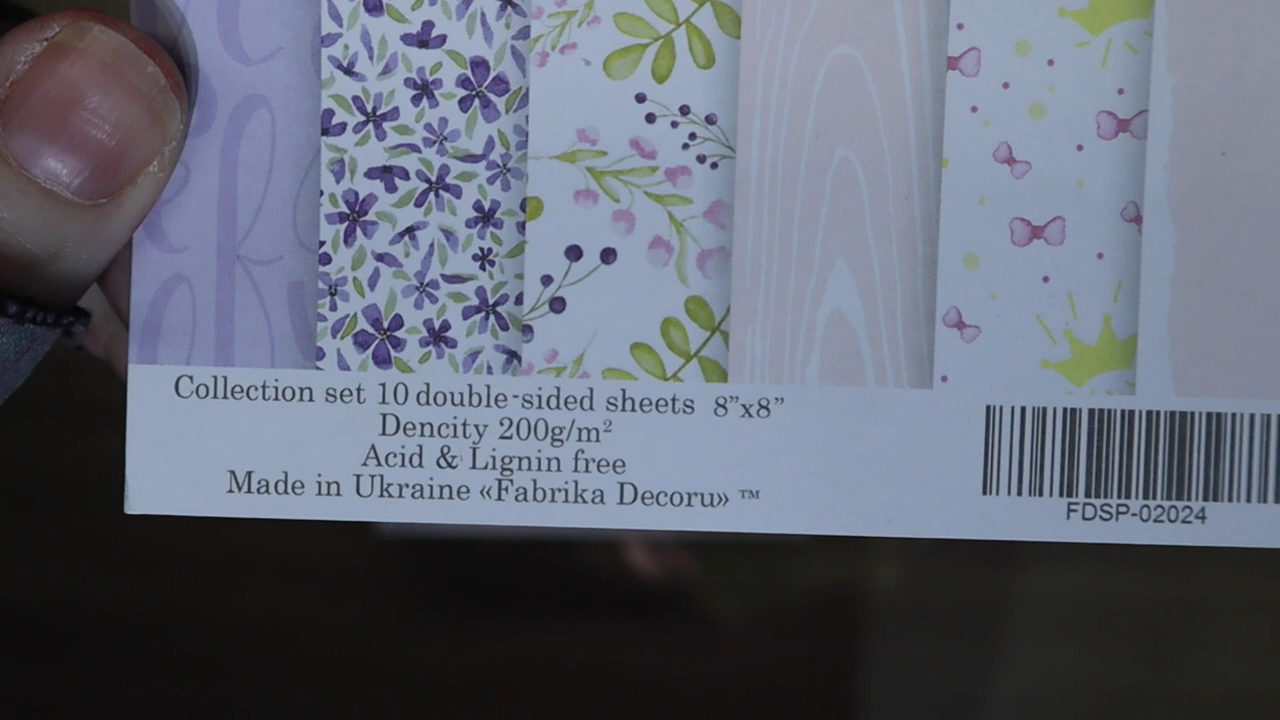 Collection set 10 double-sided sheets 8”x8”
Dencity 200g/m²
Acid & Lignin free
Made in Ukraine «Fabrika Decoru» ™
FDSP-02024